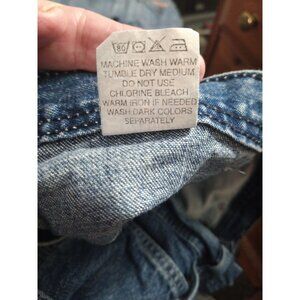 80
MACHINE WASH WARM
TUMBLE DRY MEDIUM
DO NOT USE
CHLORINE BLEACH
WARM IRON IF NEEDED
WASH DARK COLORS
SEPARATELY